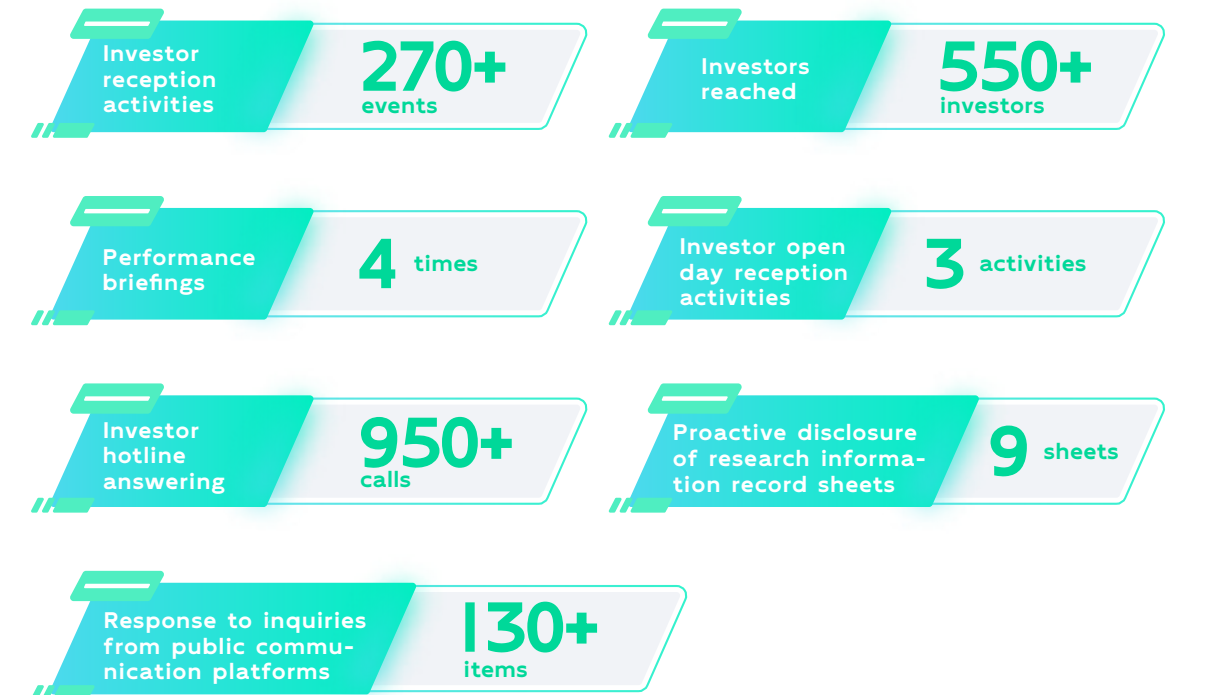 Investor
reception
activities
270+
events
Investors
reached
550+
investors
Performance
briefings
4 times
Investor open
day reception
activities
3 activities
Investor
hotline
answering
950+
calls
Proactive disclosure
of research informa-
tion record sheets
9 sheets
Response to inquiries
from public commu-
nication platforms
130+
items